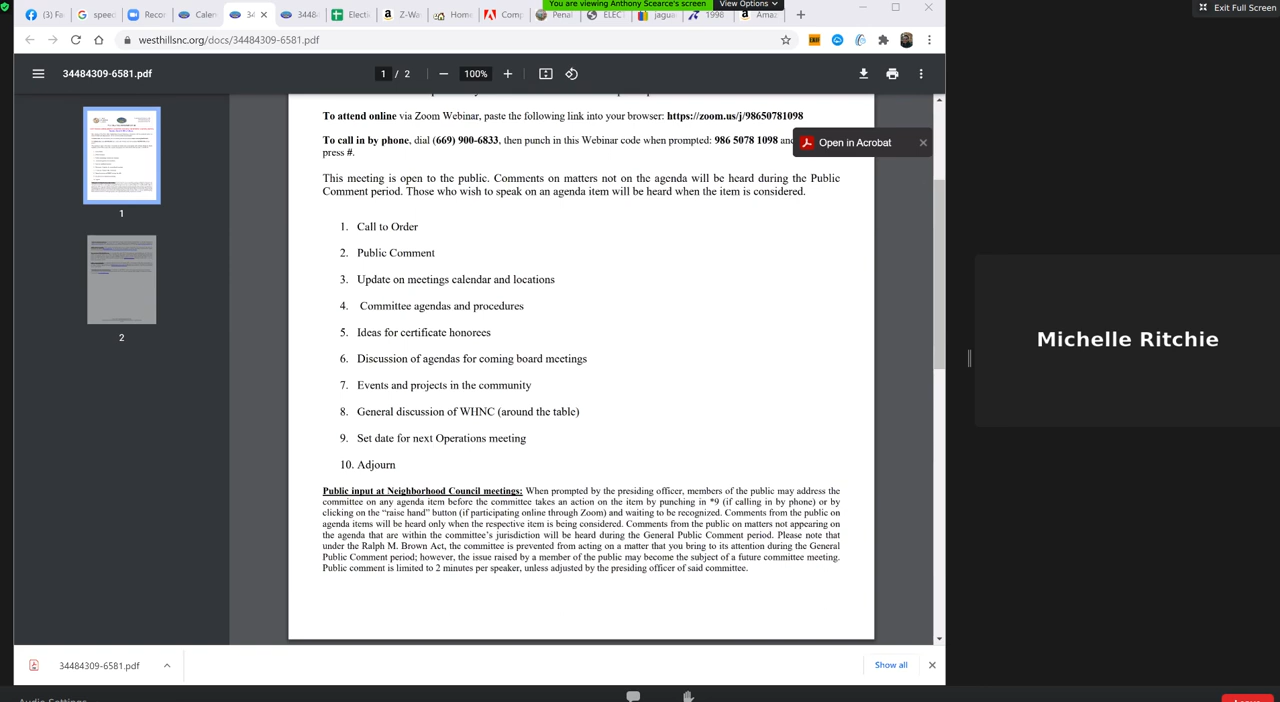 You are viewing Anthony Scearce's screen
View Options
Exit Full Screen
speec
Recor
Calen
34
3448
Electi
a-Wa
Home
Comp
Penal
ELEC
jagua
1998
Amaz
westhillsnc.org/docs/34484309-6581.pdf
34484309-6581.pdf
1 / 2
100%
To attend online via Zoom Webinar, paste the following link into your browser: https://zoom.us/j/98650781098
To call in by phone, dial (669) 900-6833, then punch in this Webinar code when prompted: 986 5078 1098 and
press #.
Open in Acrobat
This meeting is open to the public. Comments on matters not on the agenda will be heard during the Public
Comment period. Those who wish to speak on an agenda item will be heard when the item is considered.
1. Call to Order
2. Public Comment
3. Update on meetings calendar and locations
4. Committee agendas and procedures
5. Ideas for certificate honorees
6. Discussion of agendas for coming board meetings
7. Events and projects in the community
8. General discussion of WHNC (around the table)
9. Set date for next Operations meeting
10. Adjourn
Public input at Neighborhood Council meetings: When prompted by the presiding officer, members of the public may address the
committee on any agenda item before the committee takes an action on the item by punching in *9 (if calling in by phone) or by
clicking on the “raise hand” button (if participating online through Zoom) and waiting to be recognized. Comments from the public on
agenda items will be heard only when the respective item is being considered. Comments from the public on matters not appearing on
the agenda that are within the committee’s jurisdiction will be heard during the General Public Comment period. Please note that
under the Ralph M. Brown Act, the committee is prevented from acting on a matter that you bring to its attention during the General
Public Comment period; however, the issue raised by a member of the public may become the subject of a future committee meeting.
Public comment is limited to 2 minutes per speaker, unless adjusted by the presiding officer of said committee.
1
2
Michelle Ritchie
34484309-6581.pdf
Show all
Audio Settings
Leave